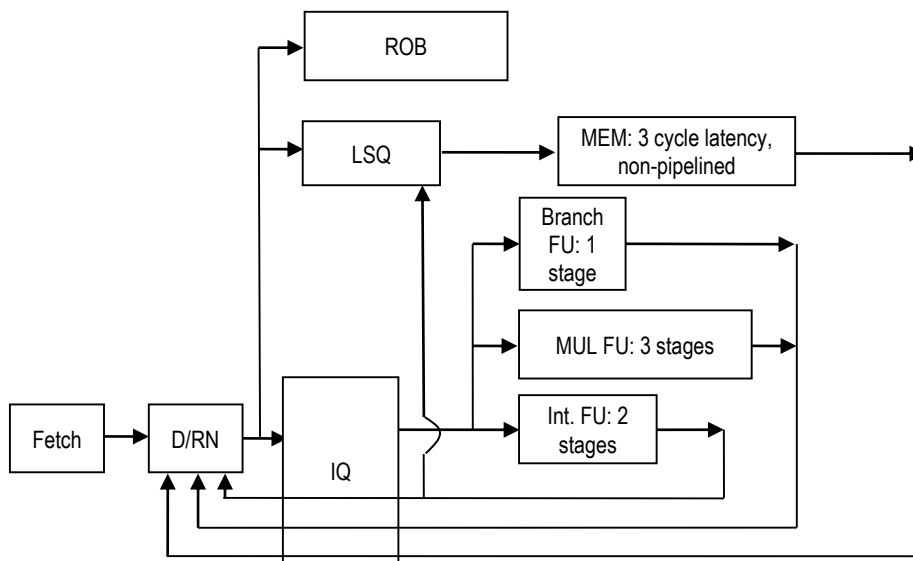 ROB
LSQ
MEM: 3 cycle latency,
non-pipelined
Branch
FU: 1
stage
MUL FU: 3 stages
Fetch
D/RN
IQ
Int. FU: 2
stages